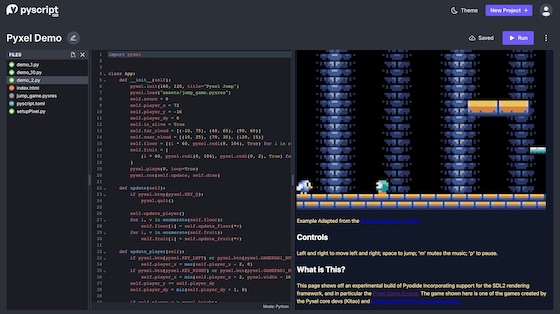 pyscript
Theme
New Project +
Pyxel Demo
Saved
Run
FILES
demo_1.py
demo_10.py
demo_2.py
index.html
jump_game.pyxres
pyscript.toml
setupPixel.py
1 import pyxel
class App:
def __init__(self):
pyxel.init(160, 120, title="Pyxel Jump")
pyxel.load("assets/jump_game.pyxres")
self.score = 0
self.player_x = 72
self.player_y = -16
self.player_dy = 0
self.is_alive = True
self.far_cloud = [(-10, 75), (40, 65), (90, 60)]
self.near_cloud = [(10, 25), (70, 35), (120, 15)]
self.floor = [(i * 60, pyxel.rndi(8, 104), True) for i in
self.fruit = [
(i * 60, pyxel.rndi(0, 104), pyxel.rndi(0, 2), True) for
]
pyxel.playm(0, loop=True)
pyxel.run(self.update, self.draw)
def update(self):
if pyxel.btnp(pyxel.KEY_Q):
pyxel.quit()
self.update_player()
for i, v in enumerate(self.floor):
self.floor[i] = self.update_floor(*v)
for i, v in enumerate(self.fruit):
self.fruit[i] = self.update_fruit(*v)
def update_player(self):
if pyxel.btn(pyxel.KEY_LEFT) or pyxel.btn(pyxel.GAMEPAD1_BUT
self.player_x = max(self.player_x - 2, 0)
if pyxel.btn(pyxel.KEY_RIGHT) or pyxel.btn(pyxel.GAMEPAD1_BU
self.player_x = min(self.player_x + 2, pyxel.width - 16)
self.player_y += self.player_dy
self.player_dy = min(self.player_dy + 1, 8)
Mode: Python
Example Adapted from the
Controls
Left and right to move left and right; space to jump; 'm' mutes the music; 'p' to pause.
What is This?
This page shows off an experimental build of Pyodide incorporating support for the SDL2 rendering
framework, and in particular the Pyxel Game Engine. The game shown here is one of the games created
by the Pyxel core devs (Kitao) and